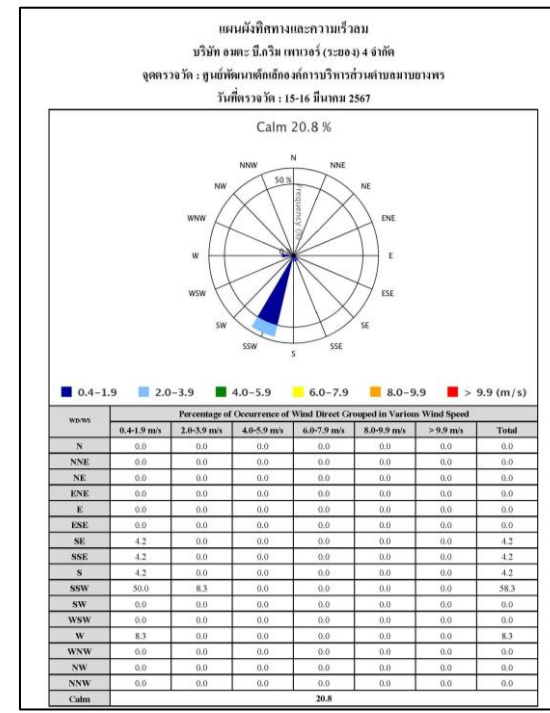 แผนผังทิศทางและความเร็วลม
บริษัท อมตะ บี.กริม เพาเวอร์ (ระยอง) 4 จำกัด
จุดตรวจวัด : ศูนย์พัฒนาเด็กเล็กองค์การบริหารส่วนตำบลมาบยางพร
วันที่ตรวจวัด : 15-16 มีนาคม 2567
Calm 20.8 %
N
NNW NNE
50 %
NW NE
Frequency (%)
WNW ENE
0 %
W E
WSW ESE
SW SE
SSW SSE
S
0.4-1.9 2.0-3.9 4.0-5.9 6.0-7.9 8.0-9.9 > 9.9 (m/s)
WD/WS Percentage of Occurrence of Wind Direct Grouped in Various Wind Speed
0.4-1.9 m/s 2.0-3.9 m/s 4.0-5.9 m/s 6.0-7.9 m/s 8.0-9.9 m/s > 9.9 m/s Total
N 0.0 0.0 0.0 0.0 0.0 0.0 0.0
NNE 0.0 0.0 0.0 0.0 0.0 0.0 0.0
NE 0.0 0.0 0.0 0.0 0.0 0.0 0.0
ENE 0.0 0.0 0.0 0.0 0.0 0.0 0.0
E 0.0 0.0 0.0 0.0 0.0 0.0 0.0
ESE 0.0 0.0 0.0 0.0 0.0 0.0 0.0
SE 4.2 0.0 0.0 0.0 0.0 0.0 4.2
SSE 4.2 0.0 0.0 0.0 0.0 0.0 4.2
S 4.2 0.0 0.0 0.0 0.0 0.0 4.2
SSW 50.0 8.3 0.0 0.0 0.0 0.0 58.3
SW 0.0 0.0 0.0 0.0 0.0 0.0 0.0
WSW 0.0 0.0 0.0 0.0 0.0 0.0 0.0
W 8.3 0.0 0.0 0.0 0.0 0.0 8.3
WNW 0.0 0.0 0.0 0.0 0.0 0.0 0.0
NW 0.0 0.0 0.0 0.0 0.0 0.0 0.0
NNW 0.0 0.0 0.0 0.0 0.0 0.0 0.0
Calm 20.8